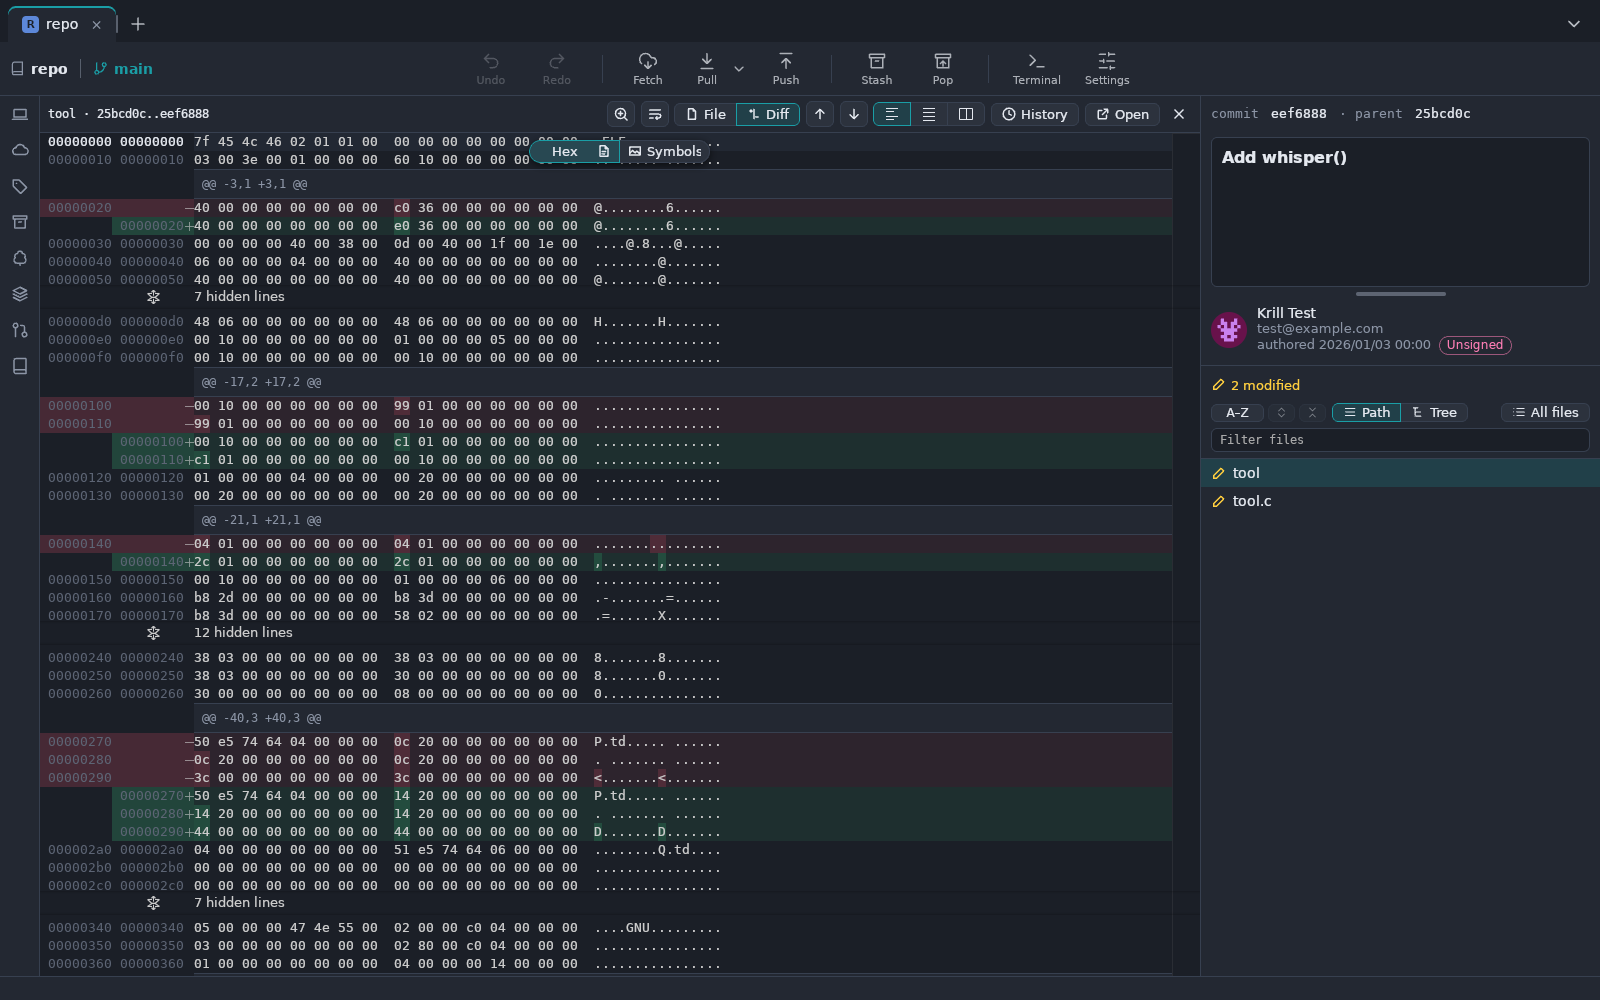 R repo
repo main
Undo Redo Fetch Pull Push Stash Pop Terminal Settings
tool · 25bcd0c..eef6888 File Diff History Open
commit eef6888 · parent 25bcd0c
Hex Symbols
00000000 00000000 7f 45 4c 46 02 01 01 00 00 00 00 00 00 00
00000010 00000010 03 00 3e 00 01 00 00 00 60 10 00 00 00 00
@@ -3,1 +3,1 @@
00000020 —40 00 00 00 00 00 00 00 c0 36 00 00 00 00 00 00 @........6......
00000020+40 00 00 00 00 00 00 00 e0 36 00 00 00 00 00 00 @........6......
00000030 00000030 00 00 00 00 40 00 38 00 0d 00 40 00 1f 00 1e 00 ....@.8...@.....
00000040 00000040 06 00 00 00 04 00 00 00 40 00 00 00 00 00 00 00 ........@.......
00000050 00000050 40 00 00 00 00 00 00 00 40 00 00 00 00 00 00 00 @.......@.......
7 hidden lines
000000d0 000000d0 48 06 00 00 00 00 00 00 48 06 00 00 00 00 00 00 H.......H.......
000000e0 000000e0 00 10 00 00 00 00 00 00 01 00 00 00 05 00 00 00 ................
000000f0 000000f0 00 10 00 00 00 00 00 00 00 10 00 00 00 00 00 00 ................
@@ -17,2 +17,2 @@
00000100 —00 10 00 00 00 00 00 00 99 01 00 00 00 00 00 00 ................
00000110 —99 01 00 00 00 00 00 00 00 10 00 00 00 00 00 00 ................
00000100+00 10 00 00 00 00 00 00 c1 01 00 00 00 00 00 00 ................
00000110+c1 01 00 00 00 00 00 00 00 10 00 00 00 00 00 00 ................
00000120 00000120 01 00 00 00 04 00 00 00 00 20 00 00 00 00 00 00 ......... ......
00000130 00000130 00 20 00 00 00 00 00 00 00 20 00 00 00 00 00 00 . ....... ......
@@ -21,1 +21,1 @@
00000140 —04 01 00 00 00 00 00 00 04 01 00 00 00 00 00 00 ................
00000140+2c 01 00 00 00 00 00 00 2c 01 00 00 00 00 00 00 ,.......,.......
00000150 00000150 00 10 00 00 00 00 00 00 01 00 00 00 06 00 00 00 ................
00000160 00000160 b8 2d 00 00 00 00 00 00 b8 3d 00 00 00 00 00 00 .-.......=......
00000170 00000170 b8 3d 00 00 00 00 00 00 58 02 00 00 00 00 00 00 .=......X.......
12 hidden lines
00000240 00000240 38 03 00 00 00 00 00 00 38 03 00 00 00 00 00 00 8.......8.......
00000250 00000250 38 03 00 00 00 00 00 00 30 00 00 00 00 00 00 00 8.......0.......
00000260 00000260 30 00 00 00 00 00 00 00 08 00 00 00 00 00 00 00 0...............
@@ -40,3 +40,3 @@
00000270 —50 e5 74 64 04 00 00 00 0c 20 00 00 00 00 00 00 P.td..... ......
00000280 —0c 20 00 00 00 00 00 00 0c 20 00 00 00 00 00 00 . ....... ......
00000290 —3c 00 00 00 00 00 00 00 3c 00 00 00 00 00 00 00 <.......<.......
00000270+50 e5 74 64 04 00 00 00 14 20 00 00 00 00 00 00 P.td..... ......
00000280+14 20 00 00 00 00 00 00 14 20 00 00 00 00 00 00 . ....... ......
00000290+44 00 00 00 00 00 00 00 44 00 00 00 00 00 00 00 D.......D.......
000002a0 000002a0 04 00 00 00 00 00 00 00 51 e5 74 64 06 00 00 00 ........Q.td....
000002b0 000002b0 00 00 00 00 00 00 00 00 00 00 00 00 00 00 00 00 ................
000002c0 000002c0 00 00 00 00 00 00 00 00 00 00 00 00 00 00 00 00 ................
7 hidden lines
00000340 00000340 05 00 00 00 47 4e 55 00 02 00 00 c0 04 00 00 00 ....GNU.........
00000350 00000350 03 00 00 00 00 00 00 00 02 80 00 c0 04 00 00 00 ................
00000360 00000360 01 00 00 00 00 00 00 00 04 00 00 00 14 00 00 00 ................
Add whisper()
Krill Test
test@example.com
authored 2026/01/03 00:00 Unsigned
2 modified
A-Z Path Tree All files
Filter files
tool
tool.c